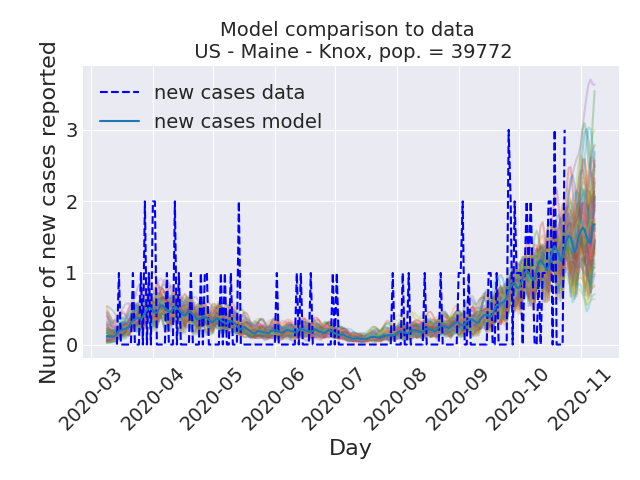 Model comparison to data
US - Maine - Knox, pop. = 39772
new cases data
new cases model
Number of new cases reported
3
2
1
0
2020-03
2020-04
2020-05
2020-06
2020-07
2020-08
2020-09
2020-10
2020-11
Day